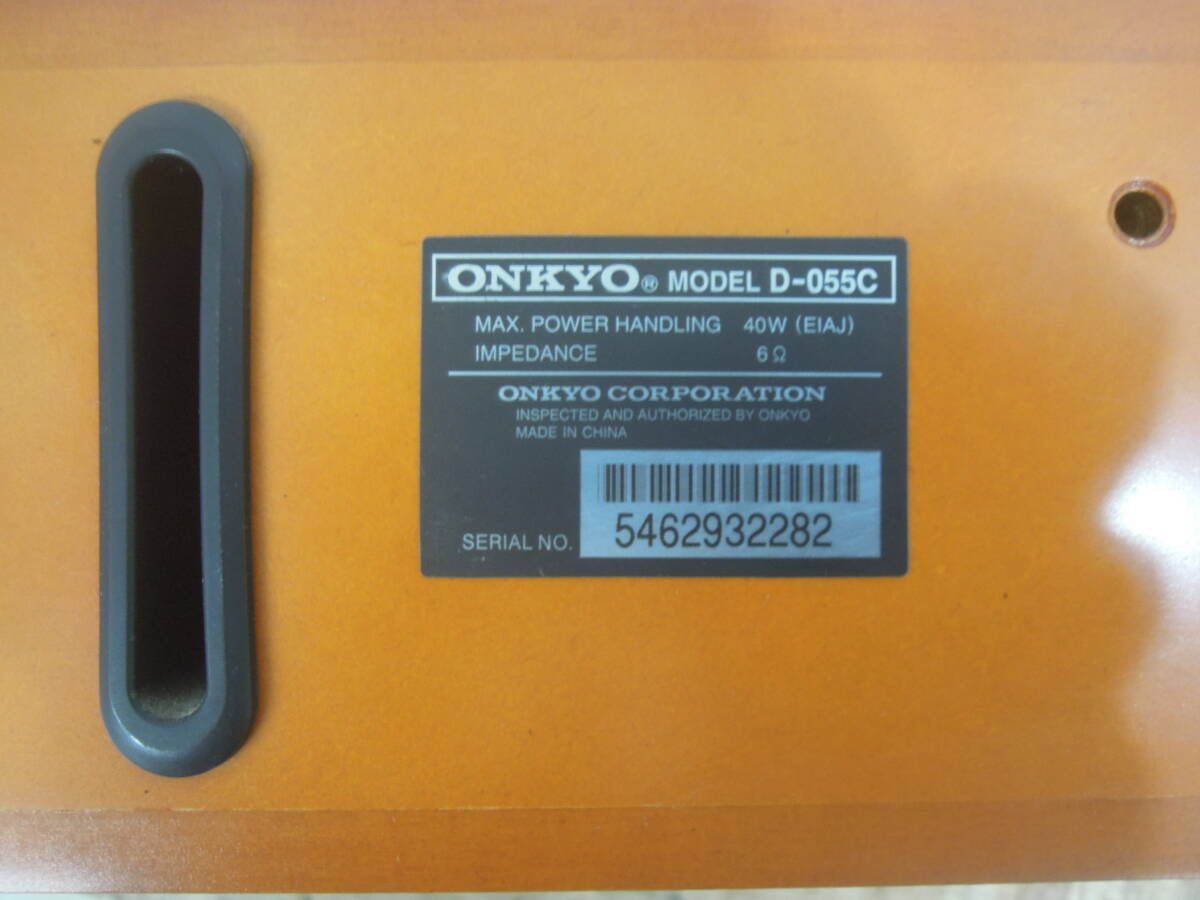 ONKYO® MODEL D-055C
MAX. POWER HANDLING 40W (EIAJ)
IMPEDANCE 6Ω
ONKYO CORPORATION
INSPECTED AND AUTHORIZED BY ONKYO
MADE IN CHINA
SERIAL NO. 5462932282